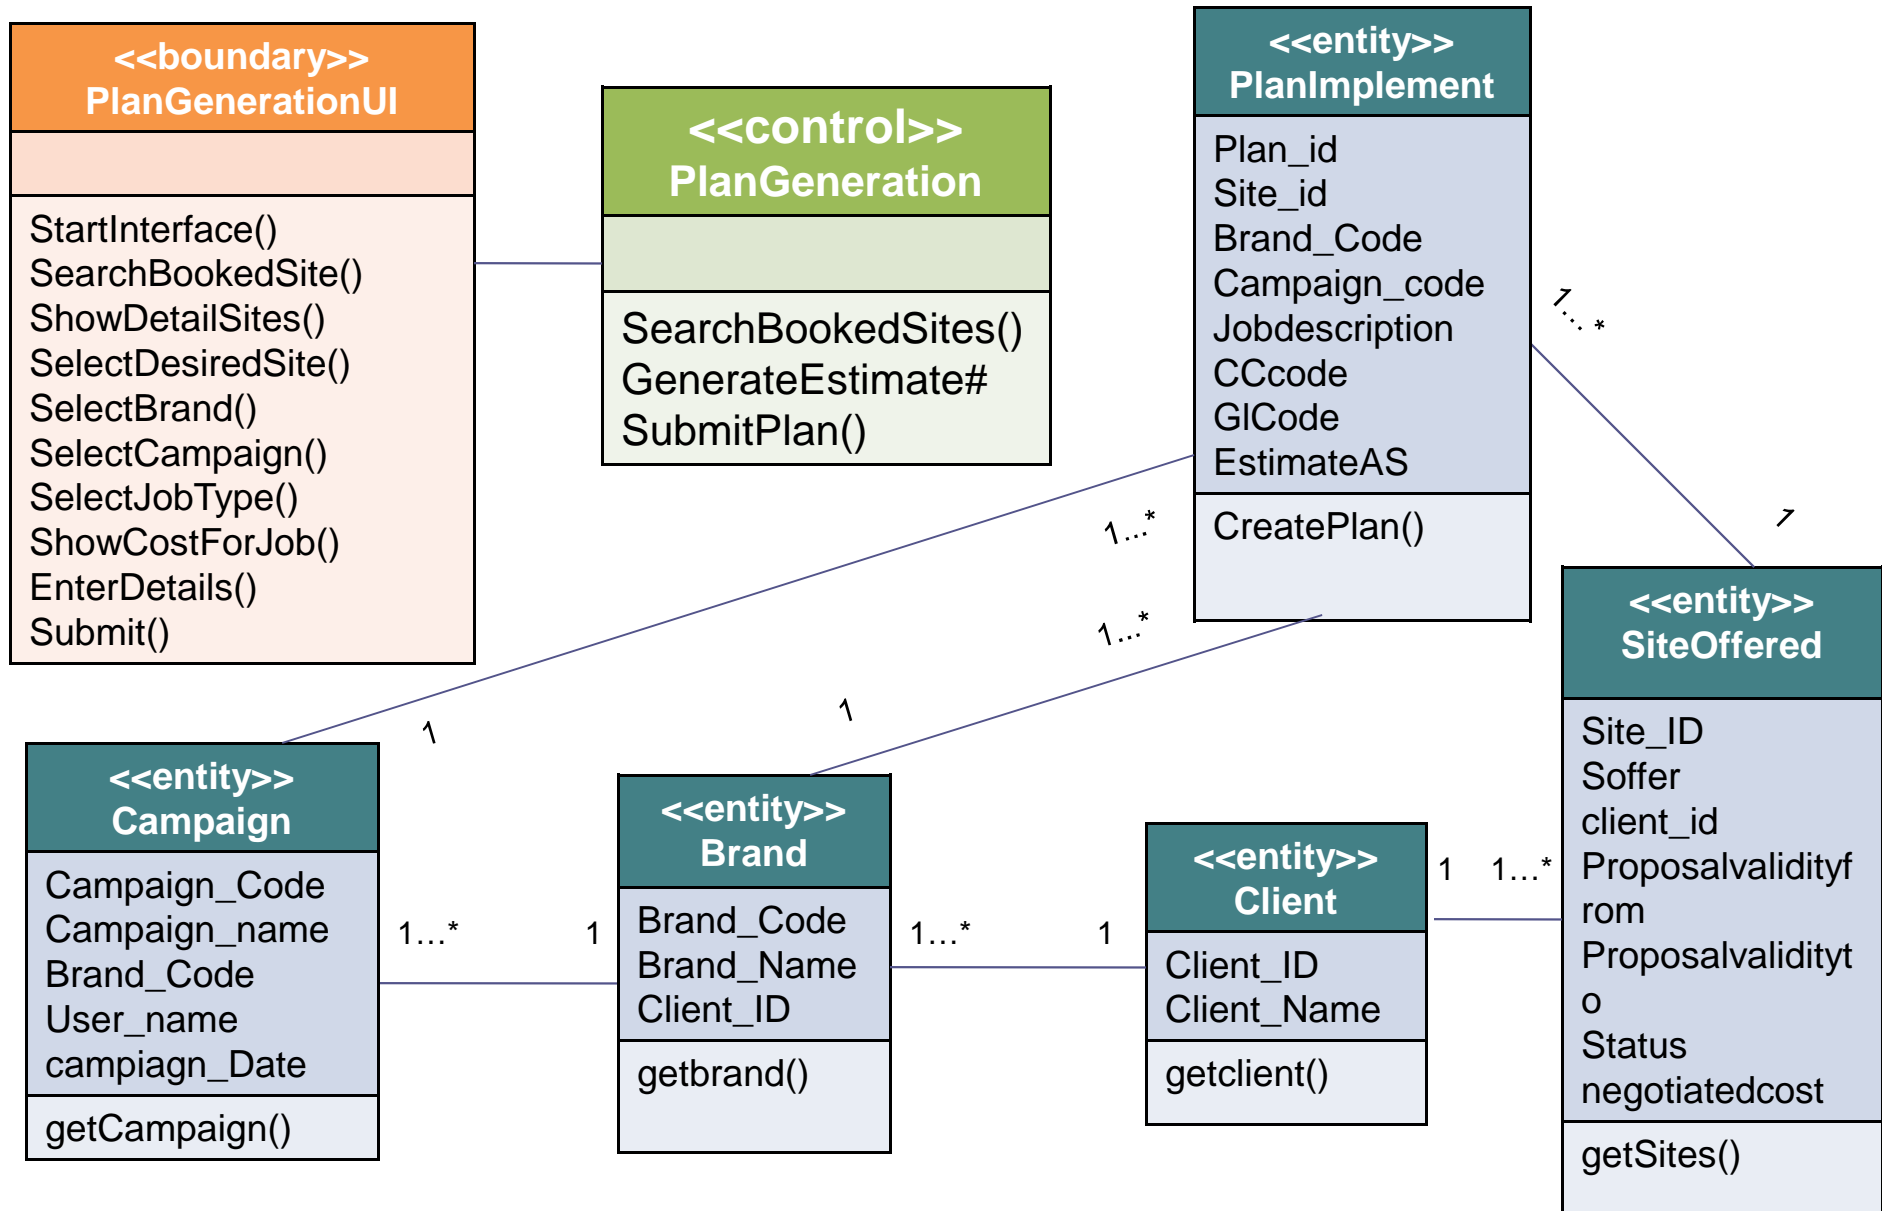 <<boundary>>
PlanGenerationUI
StartInterface()
SearchBookedSite()
ShowDetailSites()
SelectDesiredSite()
SelectBrand()
SelectCampaign()
SelectJobType()
ShowCostForJob()
EnterDetails()
Submit()
<<control>>
PlanGeneration
SearchBookedSites()
GenerateEstimate#
SubmitPlan()
<<entity>>
PlanImplement
Plan_id
Site_id
Brand_Code
Campaign_code
Jobdescription
CCcode
GlCode
EstimateAS
CreatePlan()
1...*
1
1...*
1
1...*
1
<<entity>>
Campaign
Campaign_Code
Campaign_name
Brand_Code
User_name
campiagn_Date
getCampaign()
1...*
1
<<entity>>
Brand
Brand_Code
Brand_Name
Client_ID
getbrand()
1...*
1
<<entity>>
Client
Client_ID
Client_Name
getclient()
1
1...*
<<entity>>
SiteOffered
Site_ID
Soffer
client_id
Proposalvalidityf
rom
Proposalvalidityt
o
Status
negotiatedcost
getSites()